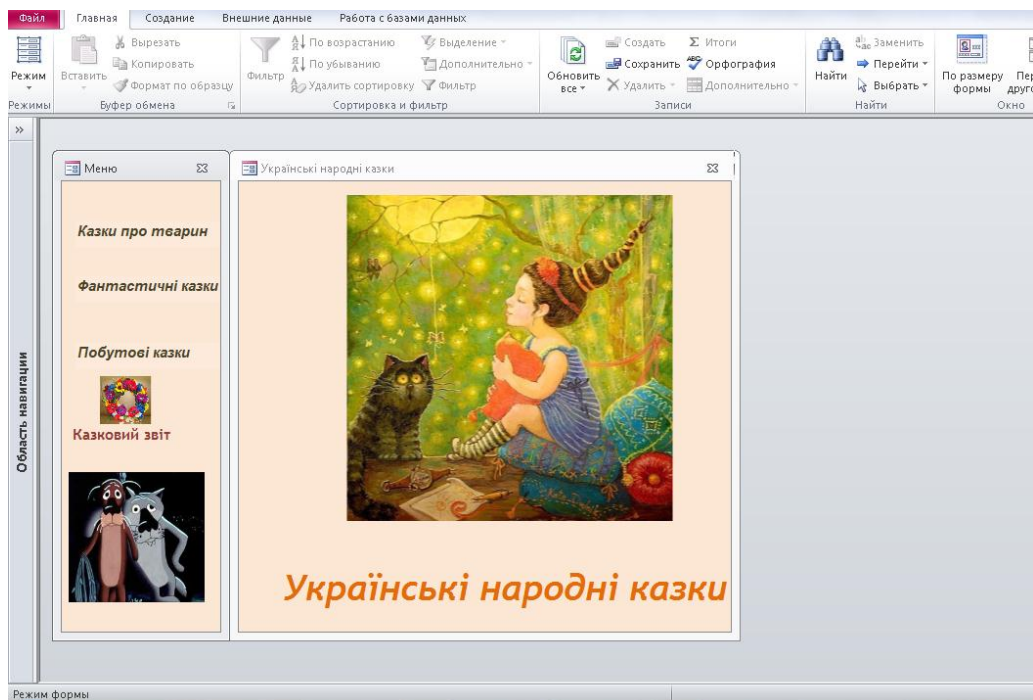 Файл Главная Создание Внешние данные Работа с базами данных
Режим
Режимы
Вставить
Вырезать
Копировать
Формат по образцу
Буфер обмена
Фильтр
По возрастанию
По убыванию
Удалить сортировку
Выделение
Дополнительно
Фильтр
Сортировка и фильтр
Обновить
все
Создать
Сохранить
Удалить
Итоги
Орфография
Дополнительно
Записи
Найти
Заменить
Перейти
Выбрать
Найти
По размеру
формы
Окно
Область навигации
Меню
Казки про тварин
Фантастичні казки
Побутові казки
Казковий звіт
Українські народні казки
Українські народні казки
Режим формы